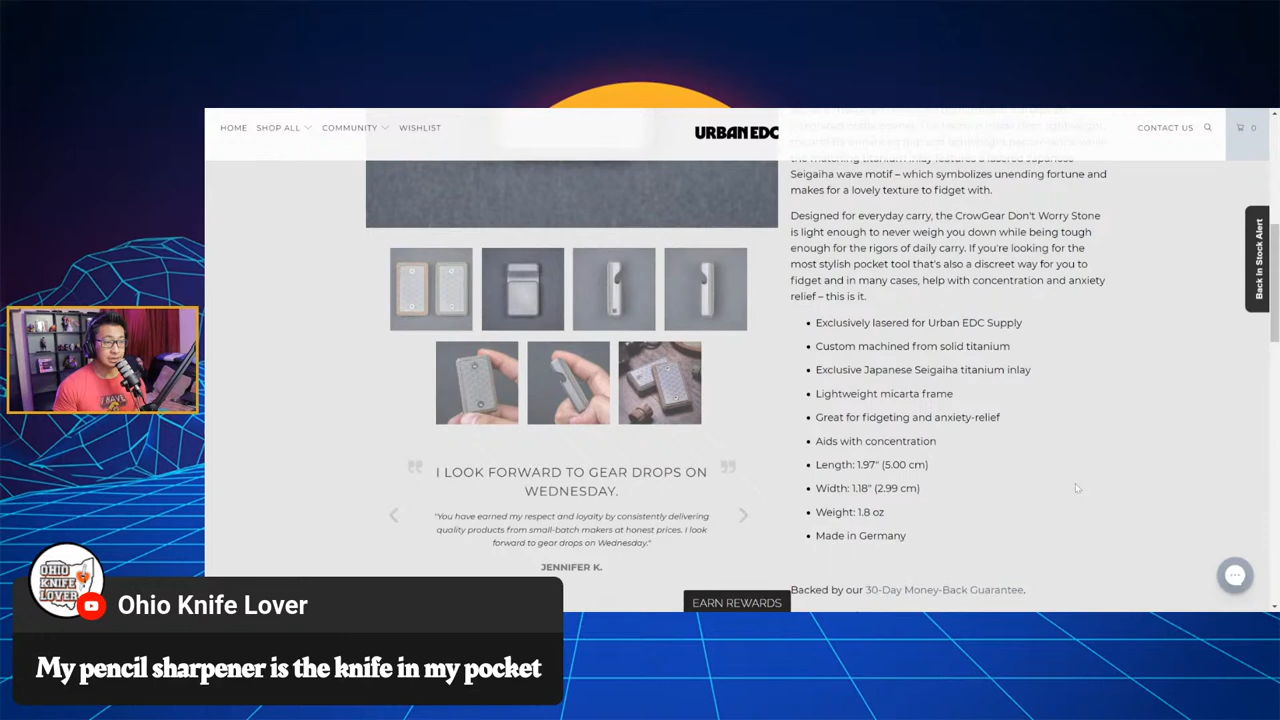 HOME SHOP ALL COMMUNITY WISHLIST
URBAN EDC
CONTACT US 0
the matching titanium inlay features a lasered Japanese
Seigaiha wave motif – which symbolizes unending fortune and
makes for a lovely texture to fidget with.
Designed for everyday carry, the CrowGear Don't Worry Stone
is light enough to never weigh you down while being tough
enough for the rigors of daily carry. If you're looking for the
most stylish pocket tool that's also a discreet way for you to
fidget and in many cases, help with concentration and anxiety
relief – this is it.
• Exclusively lasered for Urban EDC Supply
• Custom machined from solid titanium
• Exclusive Japanese Seigaiha titanium inlay
• Lightweight micarta frame
• Great for fidgeting and anxiety-relief
• Aids with concentration
• Length: 1.97" (5.00 cm)
• Width: 1.18" (2.99 cm)
• Weight: 1.8 oz
• Made in Germany
Backed by our 30-Day Money-Back Guarantee.
Back In Stock Alert
I LOOK FORWARD TO GEAR DROPS ON
WEDNESDAY.
"You have earned my respect and loyalty by consistently delivering
quality products from small-batch makers at honest prices. I look
forward to gear drops on Wednesday."
JENNIFER K.
EARN REWARDS
OHIO
KNIFE
LOVER
Ohio Knife Lover
My pencil sharpener is the knife in my pocket